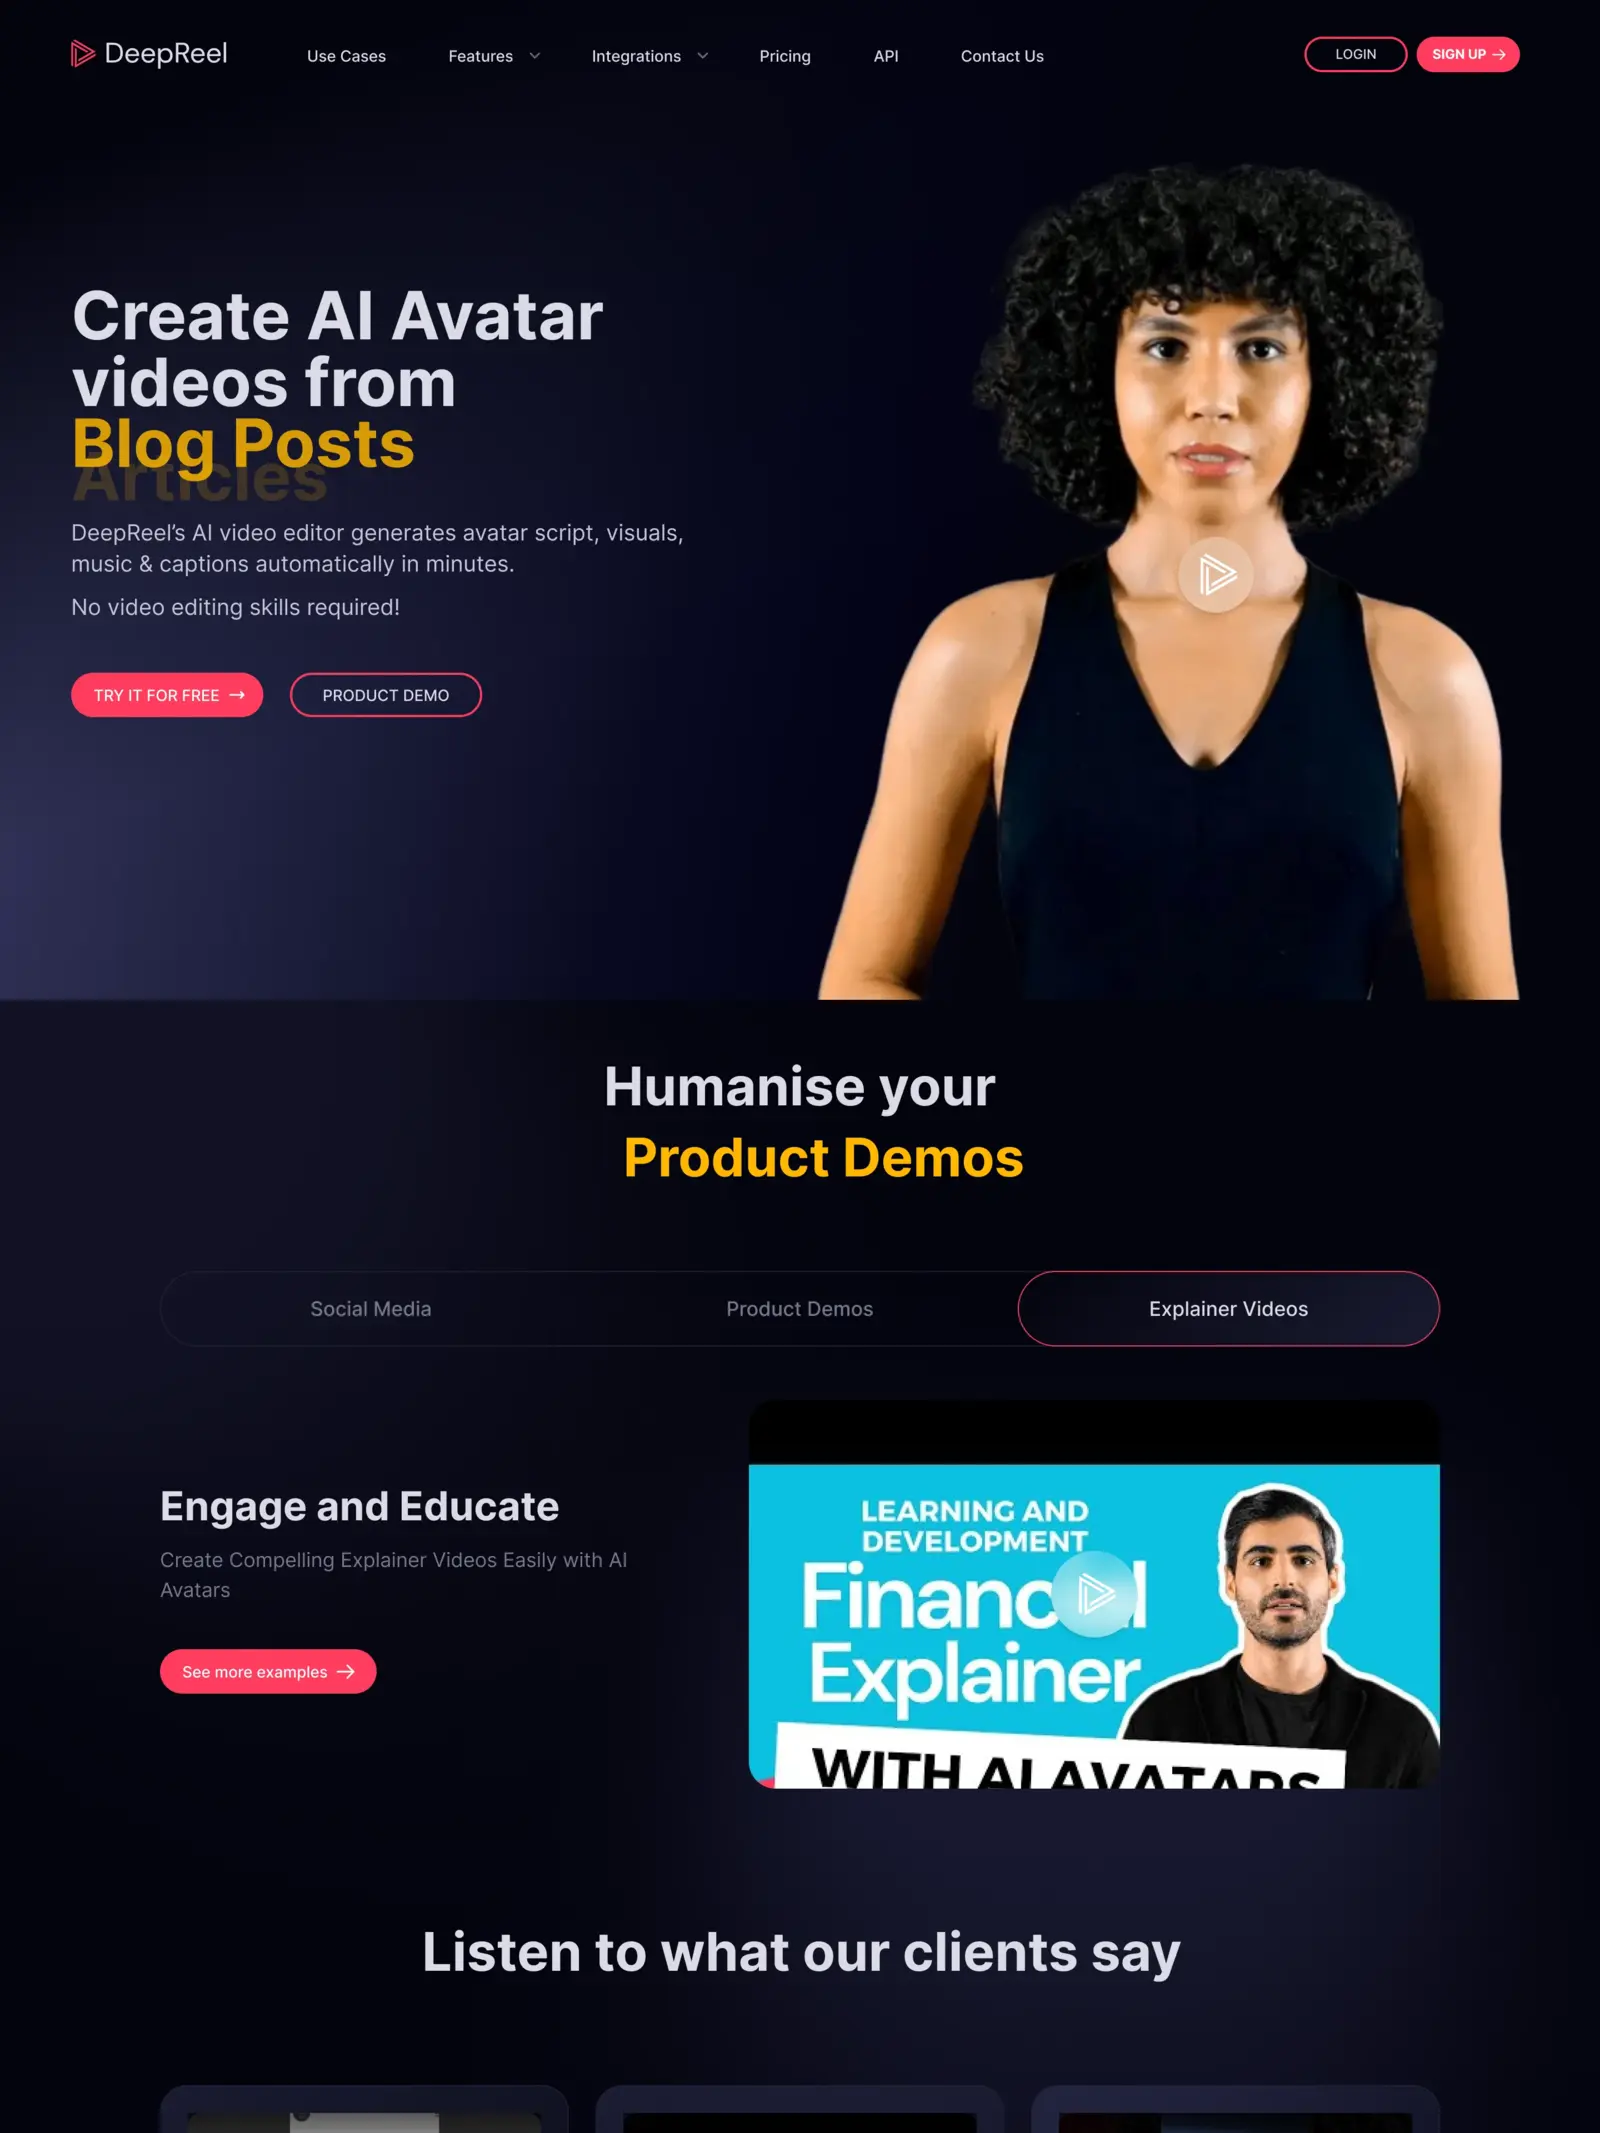 DeepReel
Use Cases
Features
Integrations
Pricing
API
Contact Us
LOGIN
SIGN UP →
Create AI Avatar
videos from
Blog Posts
Articles
DeepReel’s AI video editor generates avatar script, visuals,
music & captions automatically in minutes.
No video editing skills required!
TRY IT FOR FREE →
PRODUCT DEMO
Humanise your
Product Demos
Social Media
Product Demos
Explainer Videos
Engage and Educate
Create Compelling Explainer Videos Easily with AI
Avatars
See more examples →
LEARNING AND
DEVELOPMENT
Financial
Explainer
WITH AI AVATARS
Listen to what our clients say